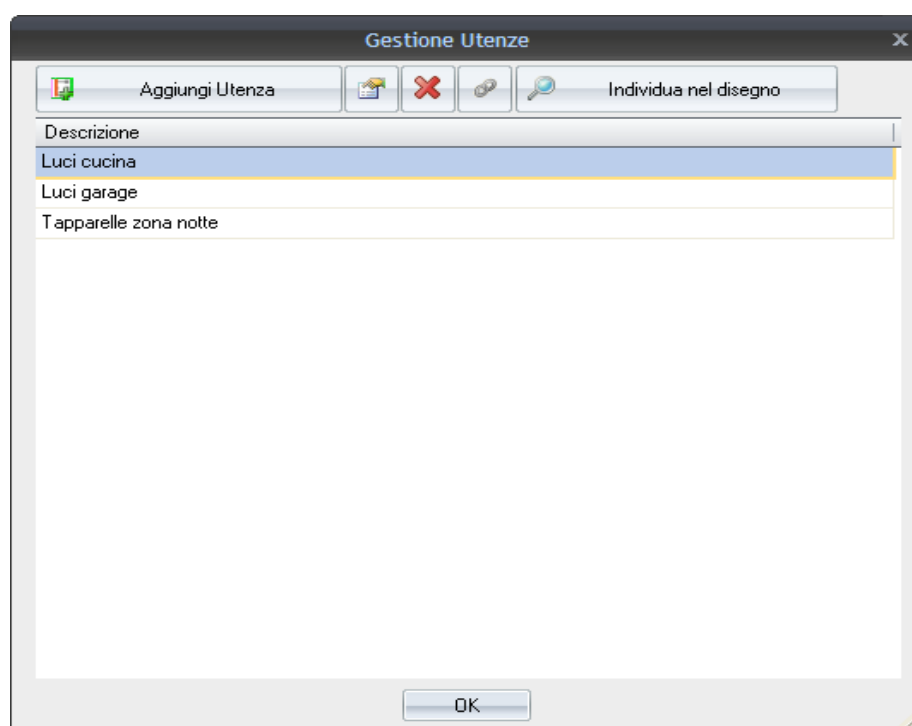 Gestione Utenze
Aggiungi Utenza Individua nel disegno
Descrizione
Luci cucina
Luci garage
Tapparelle zona notte
OK